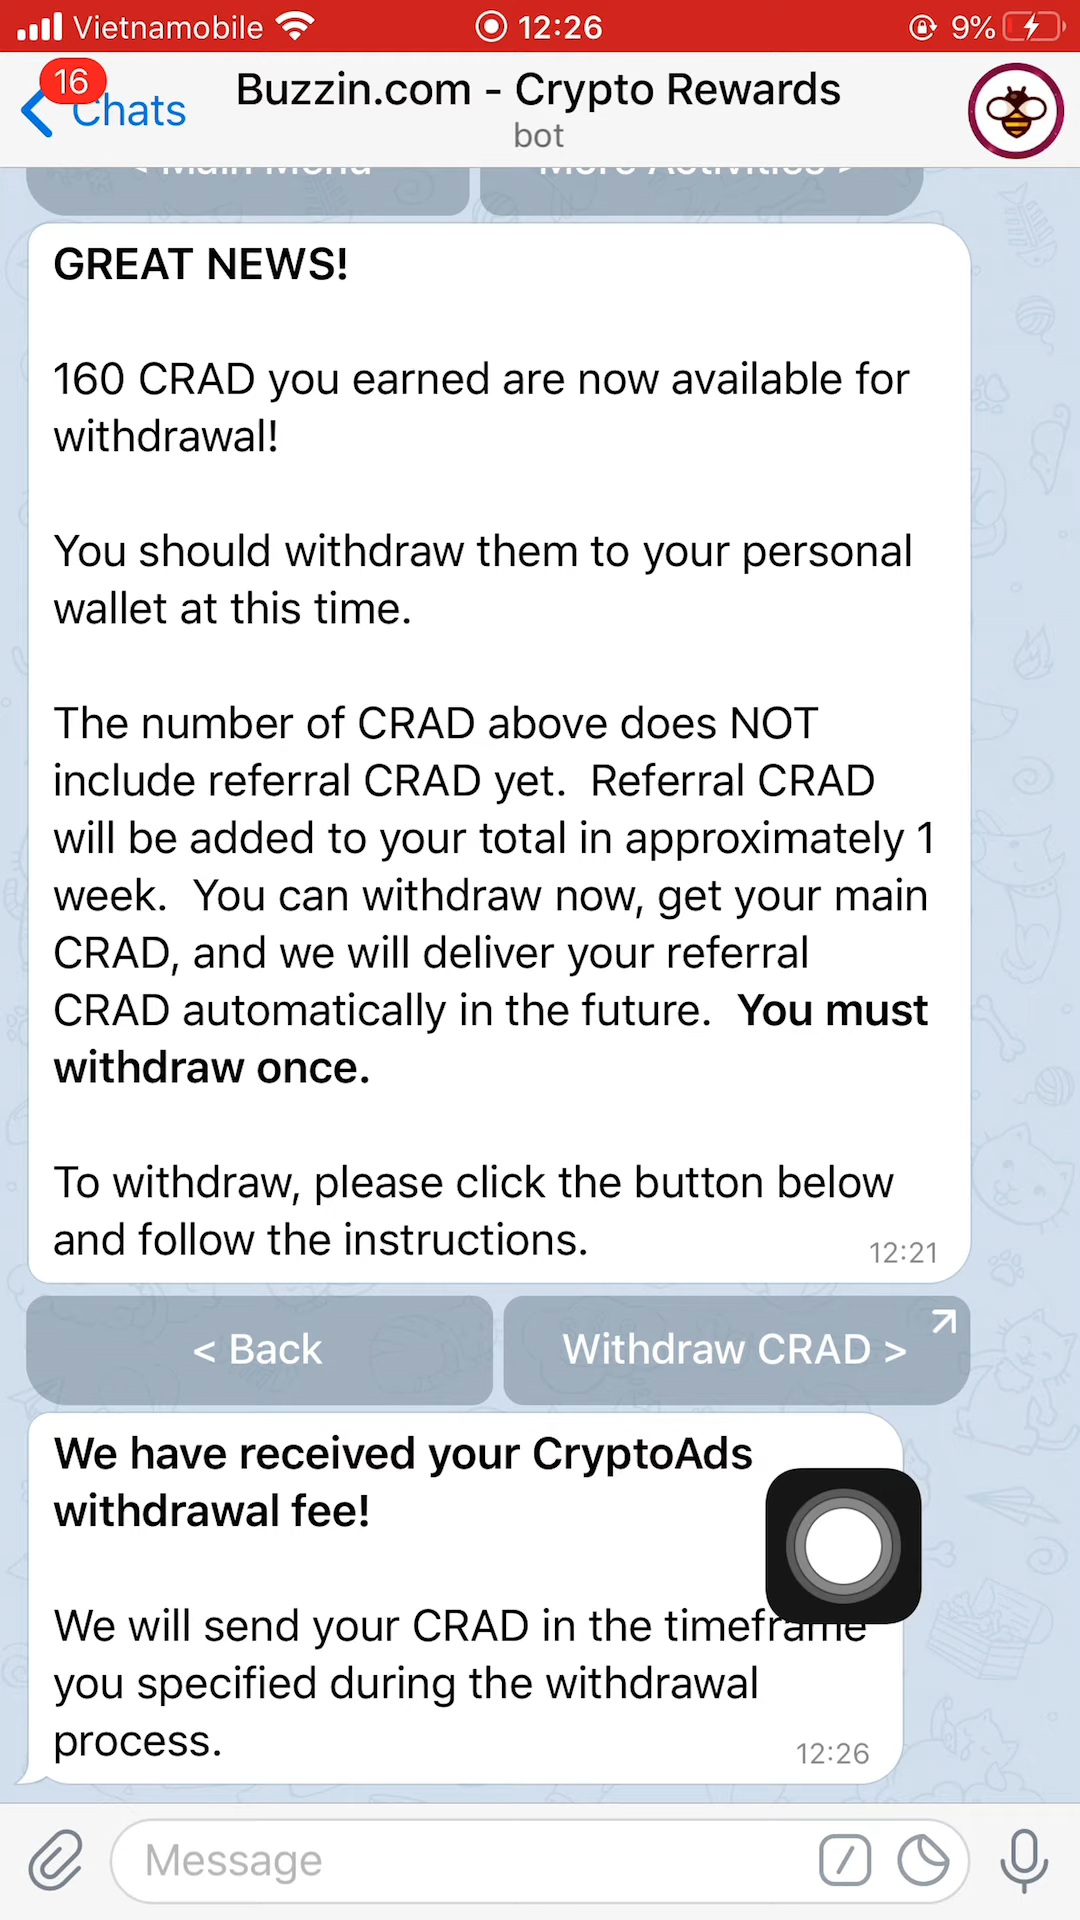 Vietnamobile 12:26 9%
16
Chats
Buzzin.com - Crypto Rewards
bot
< Main Menu More Activities >
GREAT NEWS!
160 CRAD you earned are now available for
withdrawal!
You should withdraw them to your personal
wallet at this time.
The number of CRAD above does NOT
include referral CRAD yet. Referral CRAD
will be added to your total in approximately 1
week. You can withdraw now, get your main
CRAD, and we will deliver your referral
CRAD automatically in the future. You must
withdraw once.
To withdraw, please click the button below
and follow the instructions.
12:21
< Back Withdraw CRAD >
We have received your CryptoAds
withdrawal fee!
We will send your CRAD in the timeframe
you specified during the withdrawal
process.
12:26
Message